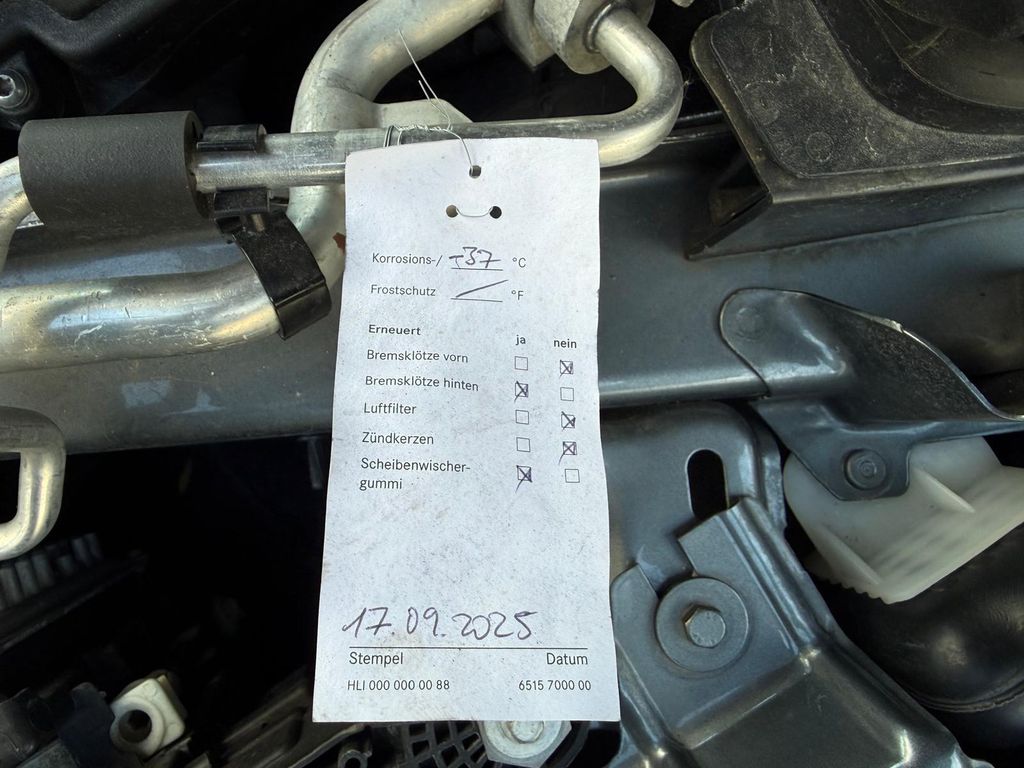 Korrosions-/ -37 °C
Frostschutz / °F
Erneuert ja nein
Bremsklötze vorn ☐ ☒
Bremsklötze hinten ☒ ☐
Luftfilter ☐ ☒
Zündkerzen ☐ ☒
Scheibenwischer- ☒ ☐
gummi
17.09.2025
Stempel Datum
HLI 000 000 00 88 6515 7000 00